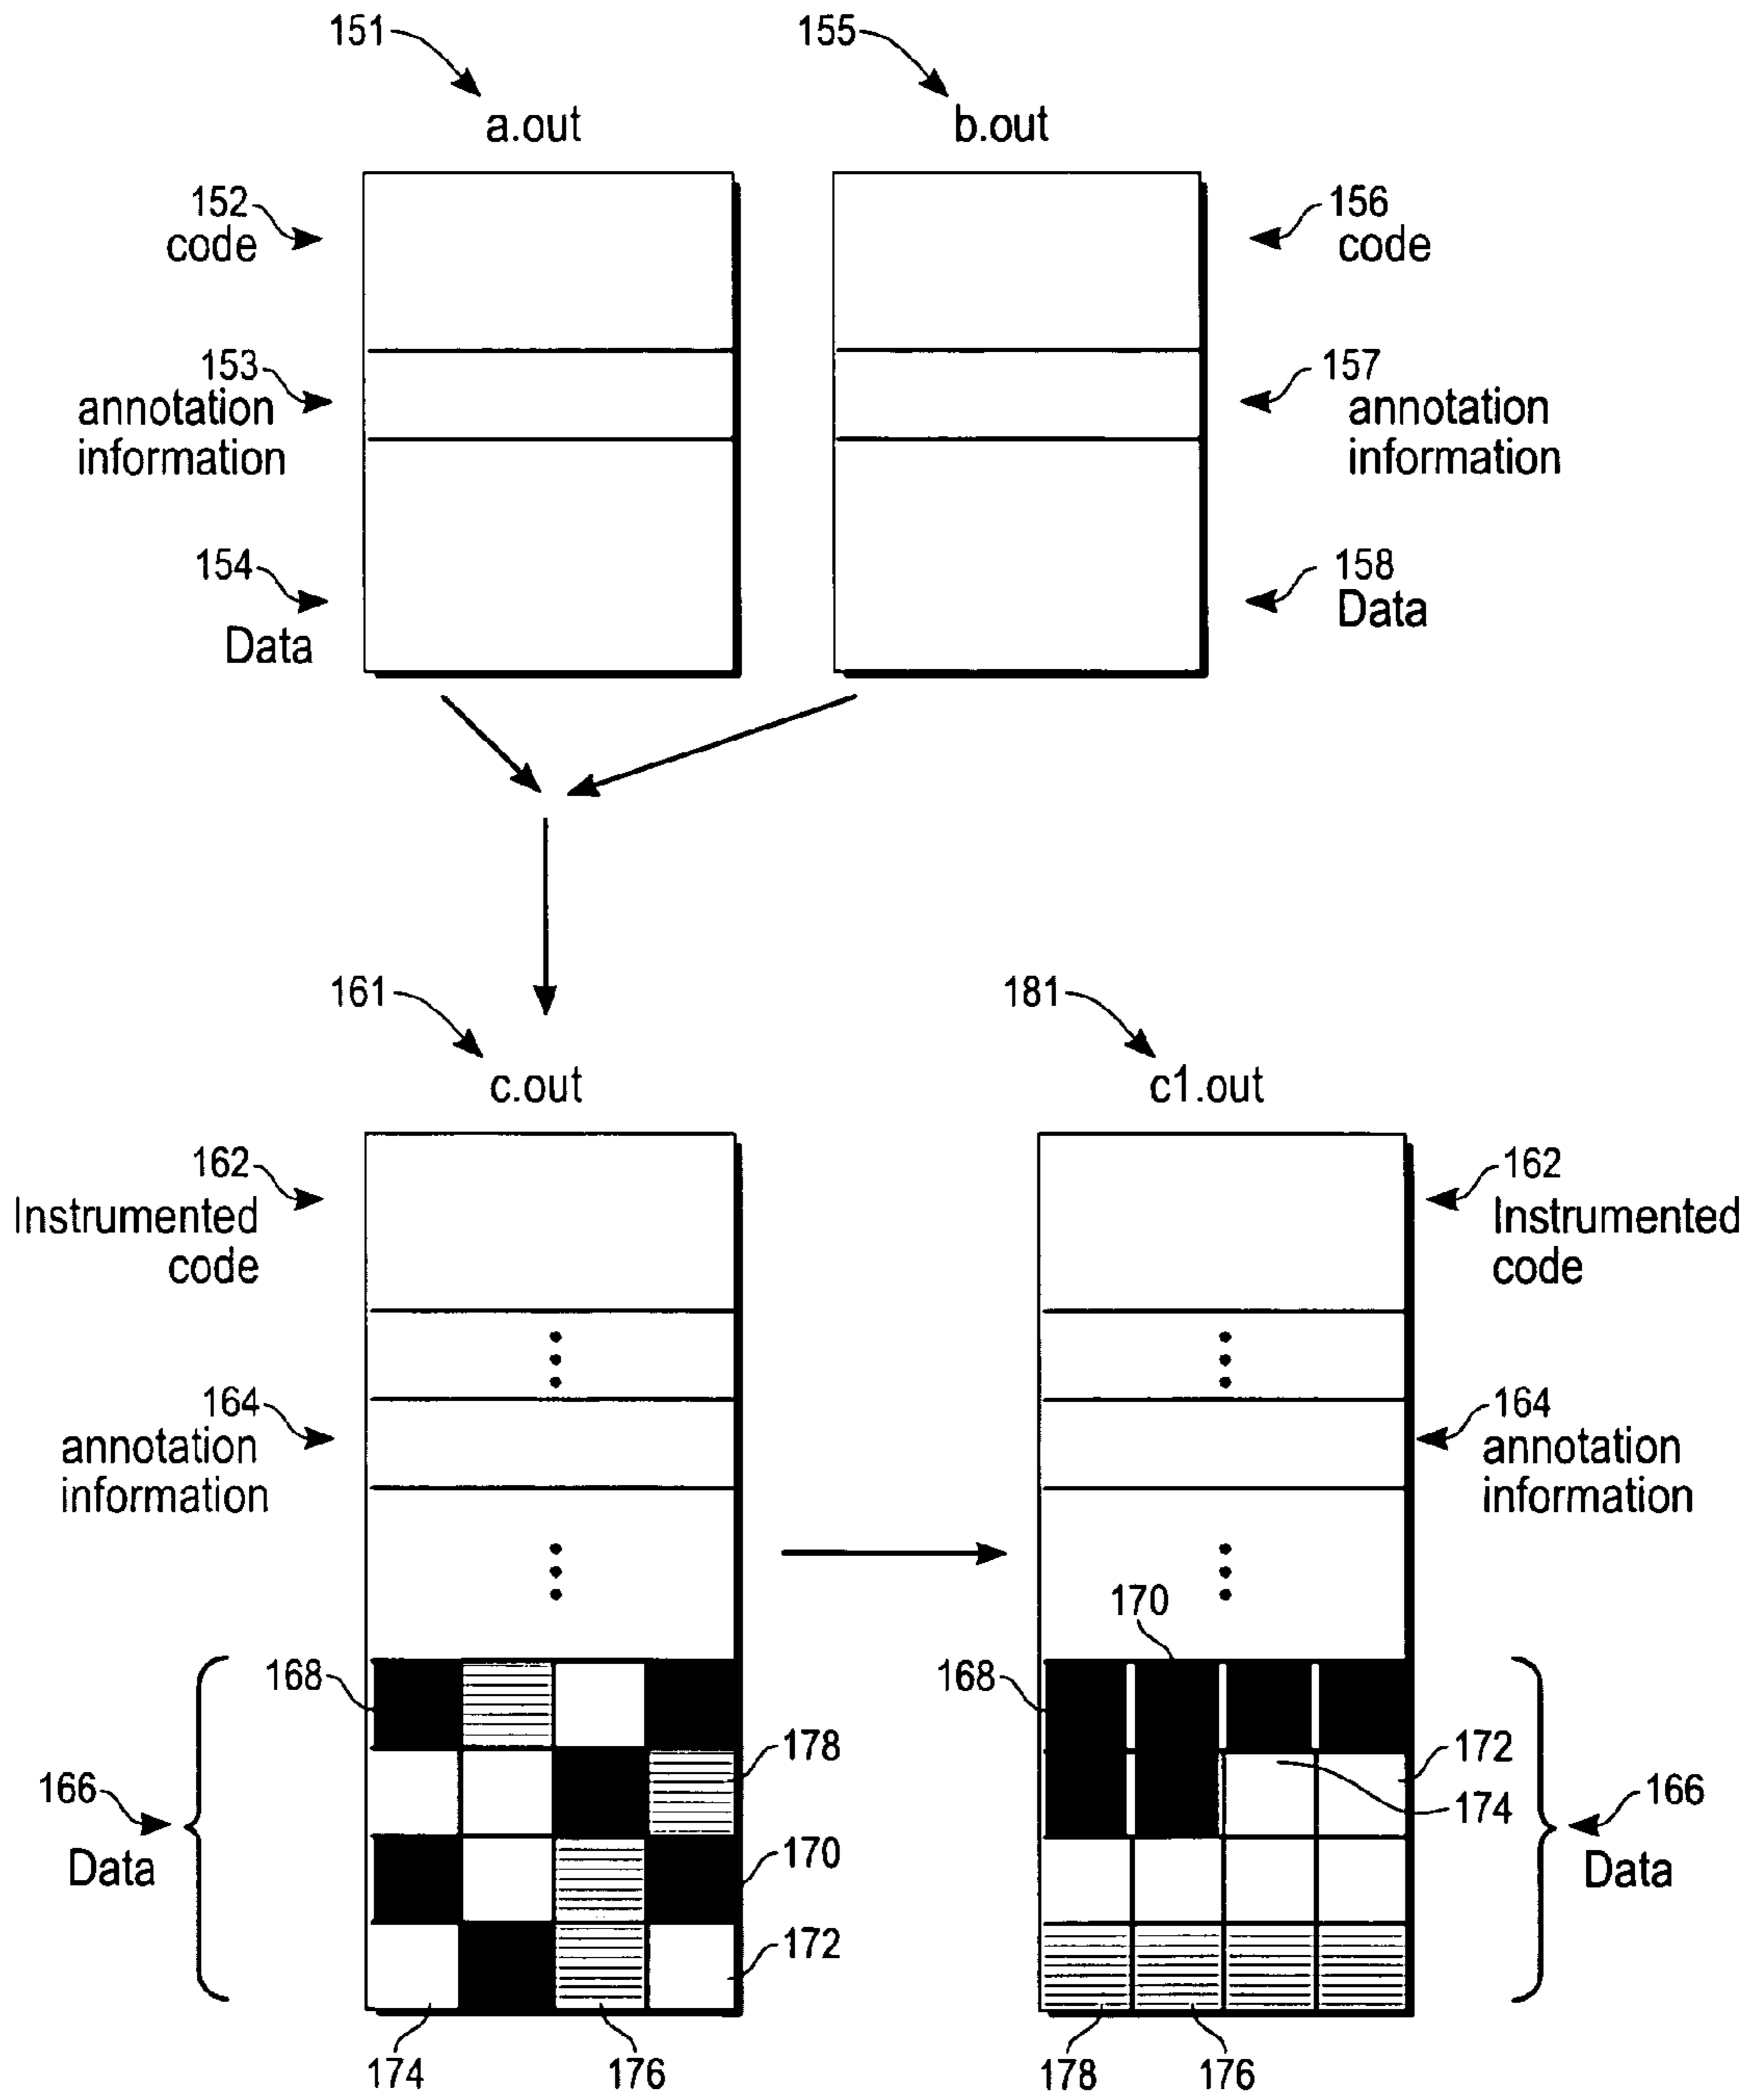 151
155
a.out
b.out
152
code
156
code
153
annotation
information
157
annotation
information
154
Data
158
Data
161
181
c.out
c1.out
162
Instrumented
code
162
Instrumented
code
164
annotation
information
164
annotation
information
170
168
178
170
172
166
Data
174
176
168
172
174
166
Data
178
176